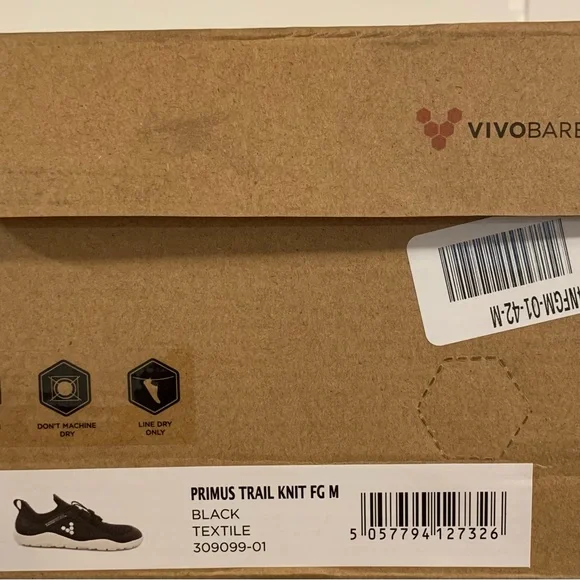 VIVOBARE
NFGM-01-42-M
DON'T MACHINE
DRY
LINE DRY
ONLY
PRIMUS TRAIL KNIT FG M
BLACK
TEXTILE
309099-01
5 057794 127326